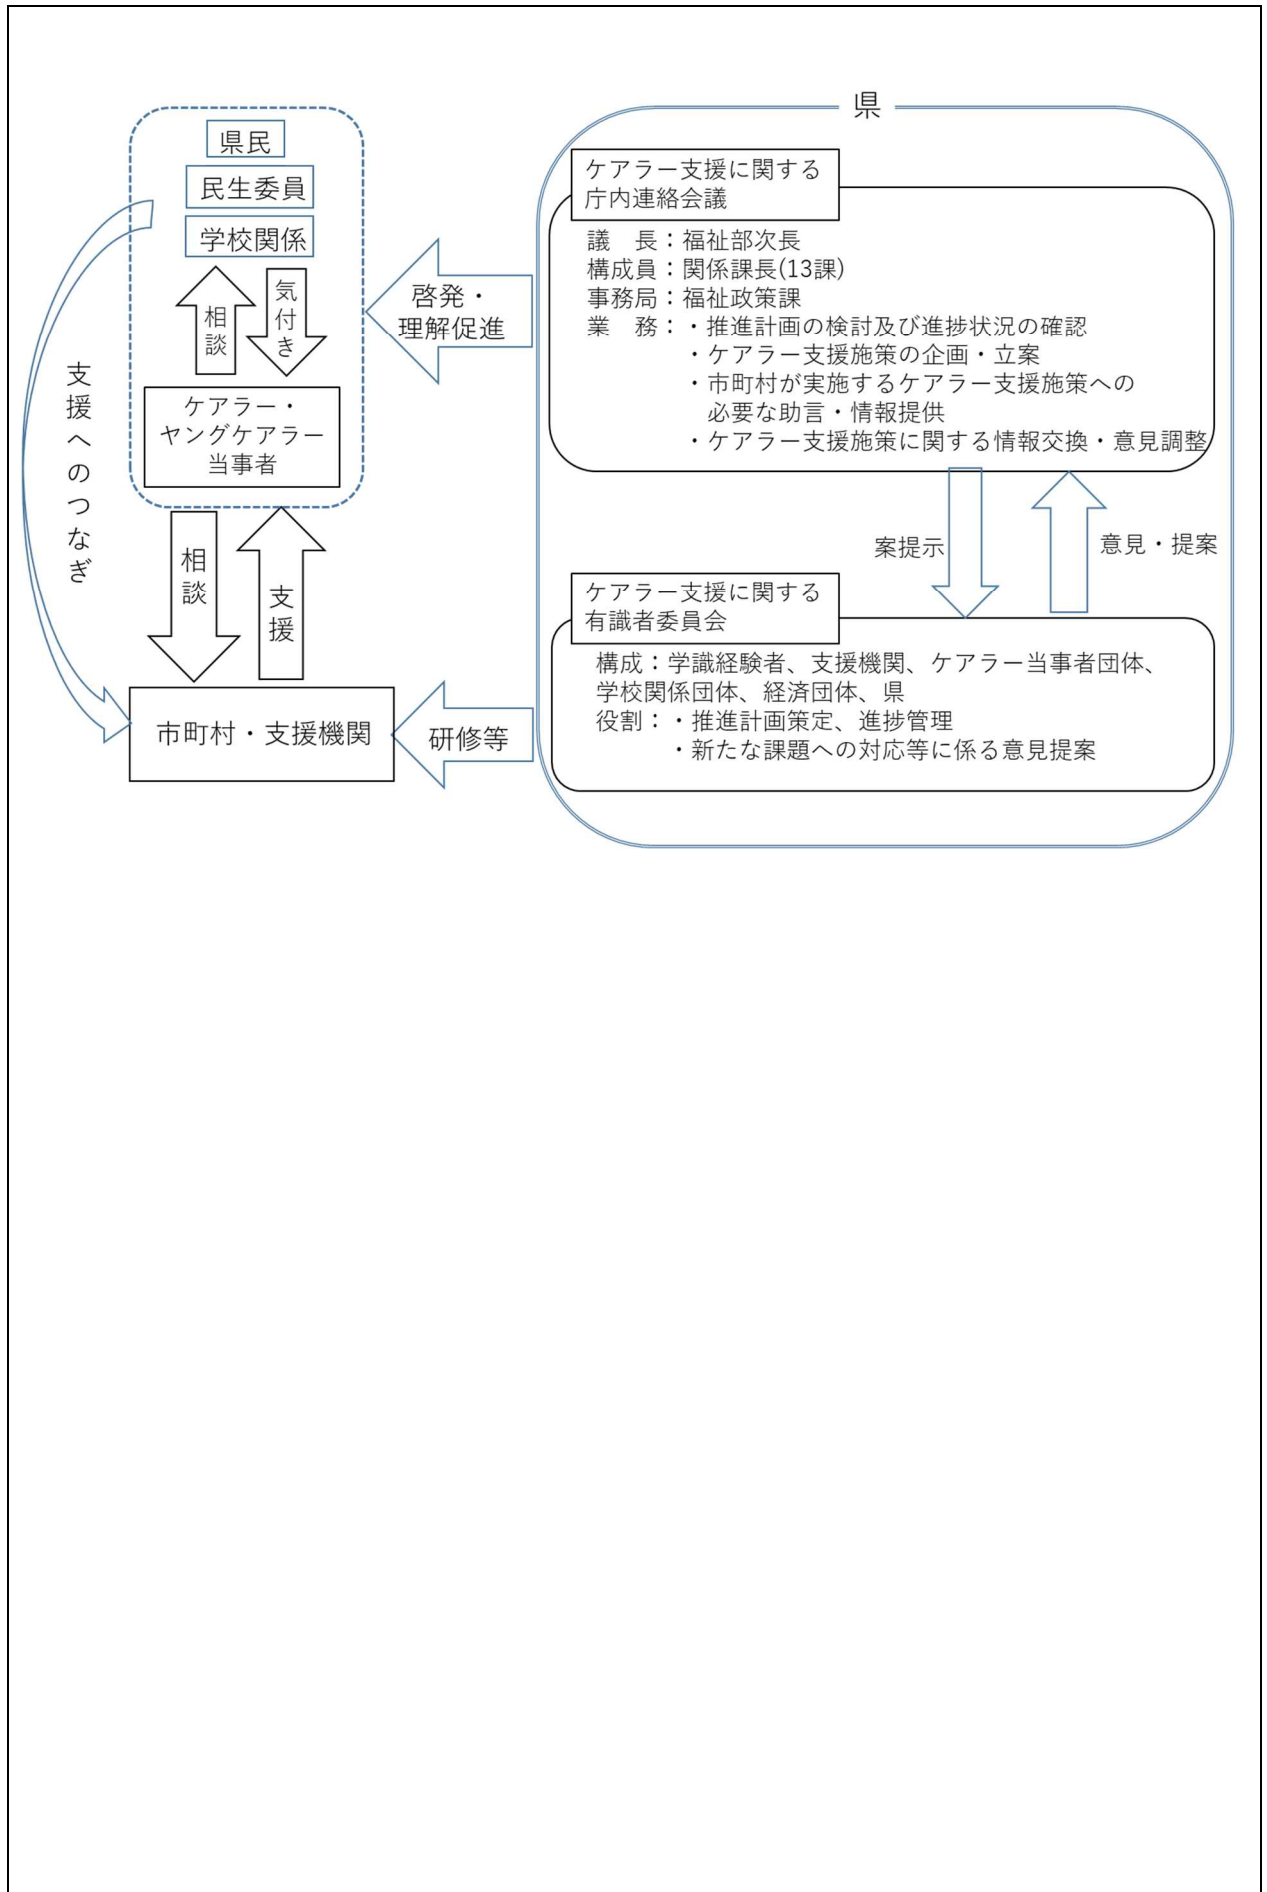 県民
民生委員
学校関係
相談
気付き
ケアラー・
ヤングケアラー
当事者
支援へのつなぎ
相談
支援
市町村・支援機関
啓発・
理解促進
研修等
県
ケアラー支援に関する
庁内連絡会議
議　長：福祉部次長
構成員：関係課長(13課)
事務局：福祉政策課
業　務：・推進計画の検討及び進捗状況の確認
・ケアラー支援施策の企画・立案
・市町村が実施するケアラー支援施策への
必要な助言・情報提供
・ケアラー支援施策に関する情報交換・意見調整
案提示
意見・提案
ケアラー支援に関する
有識者委員会
構成：学識経験者、支援機関、ケアラー当事者団体、
学校関係団体、経済団体、県
役割：・推進計画策定、進捗管理
・新たな課題への対応等に係る意見提案